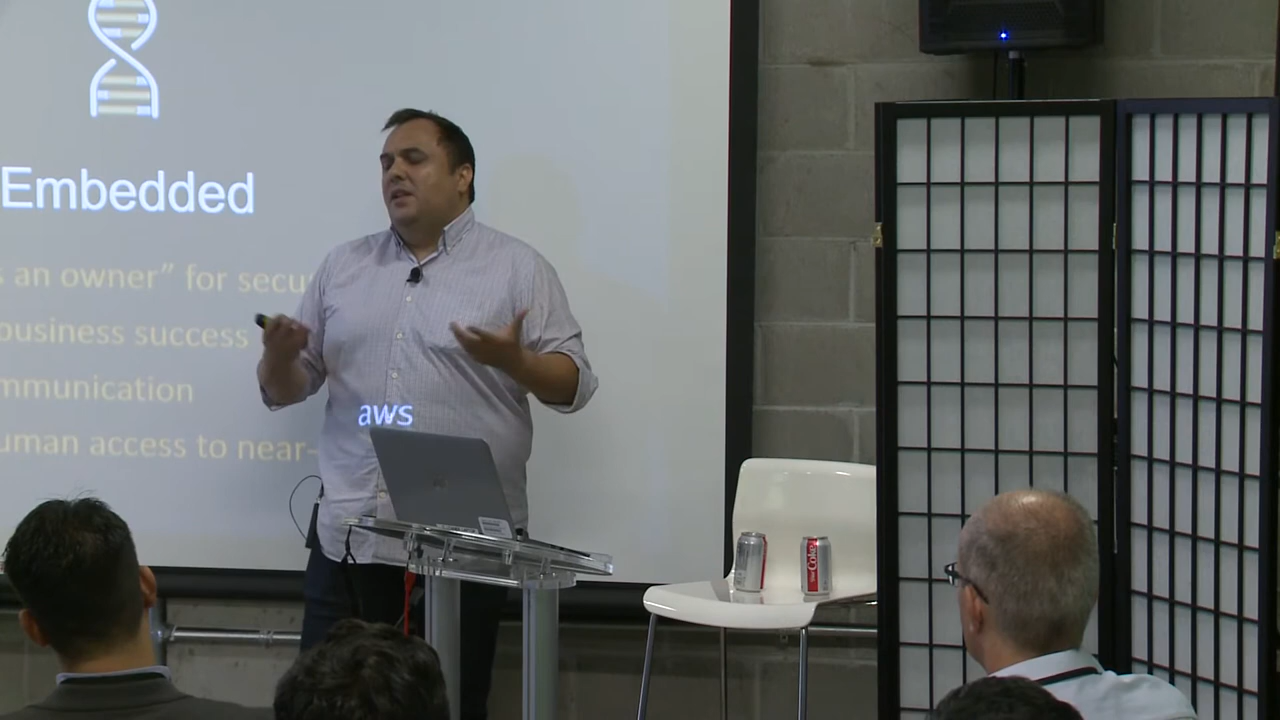 Embedded
s an owner” for secu
business success
mmunication
uman access to near-
aws
Coke